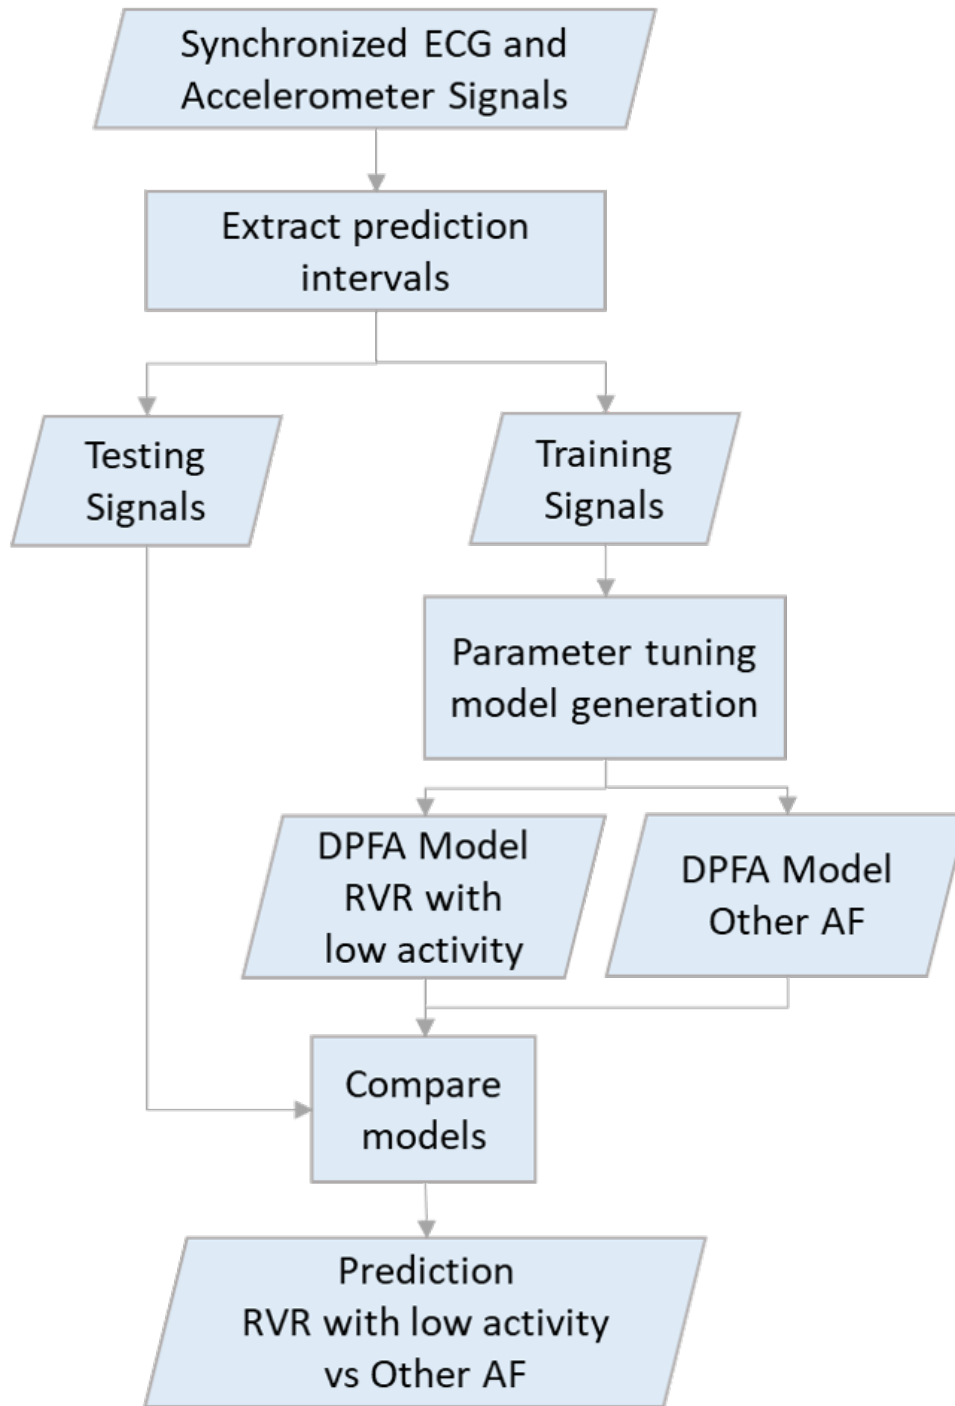 Synchronized ECG and
Accelerometer Signals
Extract prediction
intervals
Testing
Signals
Training
Signals
Parameter tuning
model generation
DPFA Model
RVR with
low activity
DPFA Model
Other AF
Compare
models
Prediction
RVR with low activity
vs Other AF